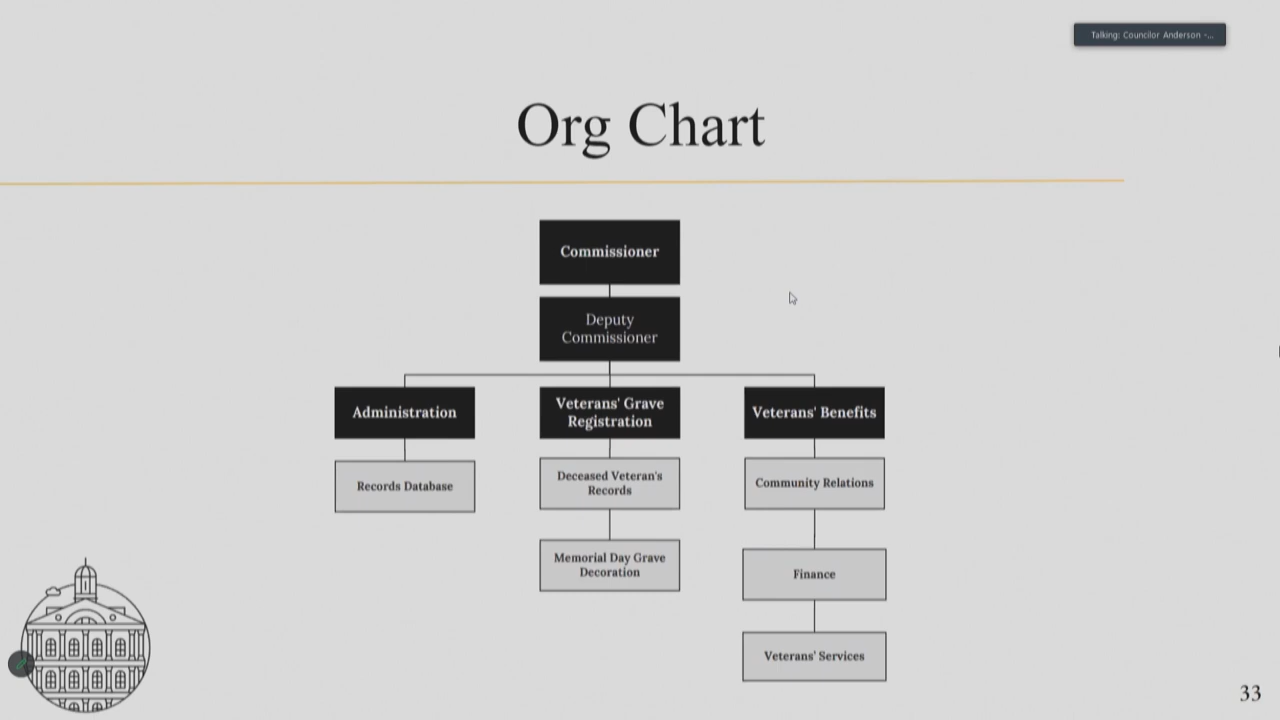 Talking: Councilor Anderson -...
Org Chart
Commissioner
Deputy
Commissioner
Administration
Veterans' Grave
Registration
Veterans' Benefits
Records Database
Deceased Veteran's
Records
Community Relations
Memorial Day Grave
Decoration
Finance
Veterans' Services
33